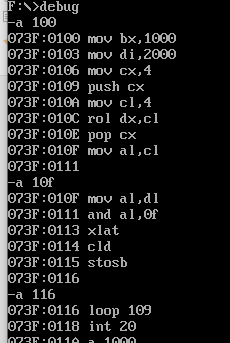 F:\>debug
-a 100
073F:0100 mov bx,1000
073F:0103 mov di,2000
073F:0106 mov cx,4
073F:0109 push cx
073F:010A mov cl,4
073F:010C rol dx,cl
073F:010E pop cx
073F:010F mov al,cl
073F:0111
-a 10f
073F:010F mov al,dl
073F:0111 and al,0f
073F:0113 xlat
073F:0114 cld
073F:0115 stosb
073F:0116
-a 116
073F:0116 loop 109
073F:0118 int 20
073F:011A a 1000